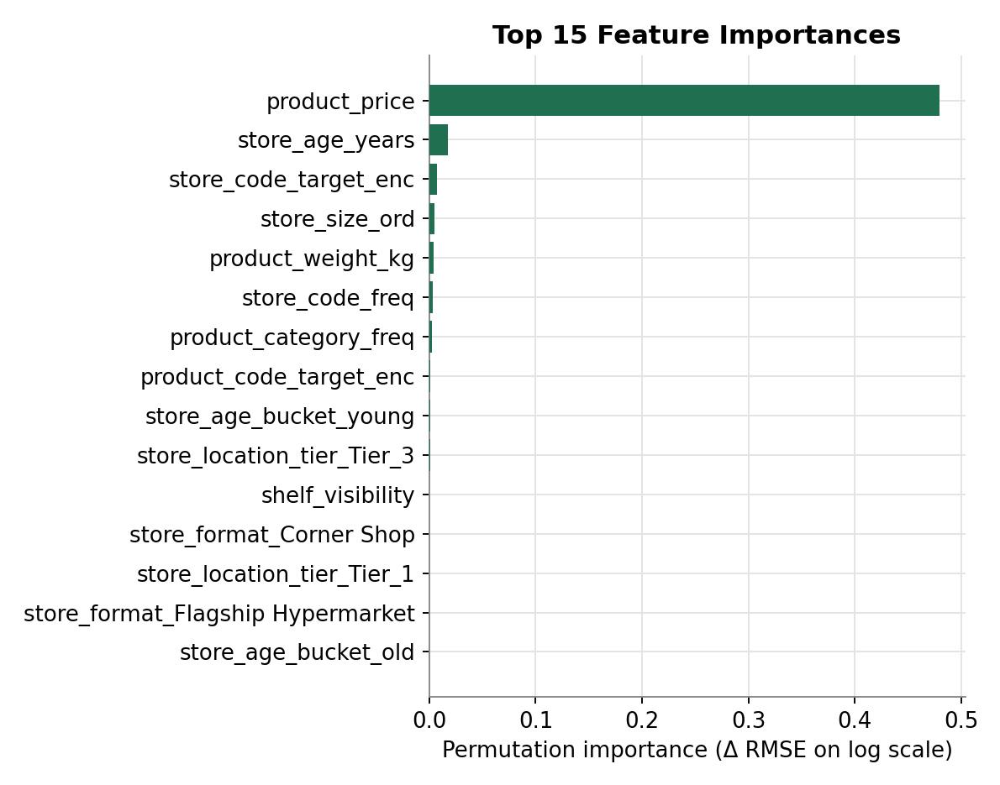 Top 15 Feature Importances
product_price
store_age_years
store_code_target_enc
store_size_ord
product_weight_kg
store_code_freq
product_category_freq
product_code_target_enc
store_age_bucket_young
store_location_tier_Tier_3
shelf_visibility
store_format_Corner Shop
store_location_tier_Tier_1
store_format_Flagship Hypermarket
store_age_bucket_old
0.0 0.1 0.2 0.3 0.4 0.5
Permutation importance (Δ RMSE on log scale)